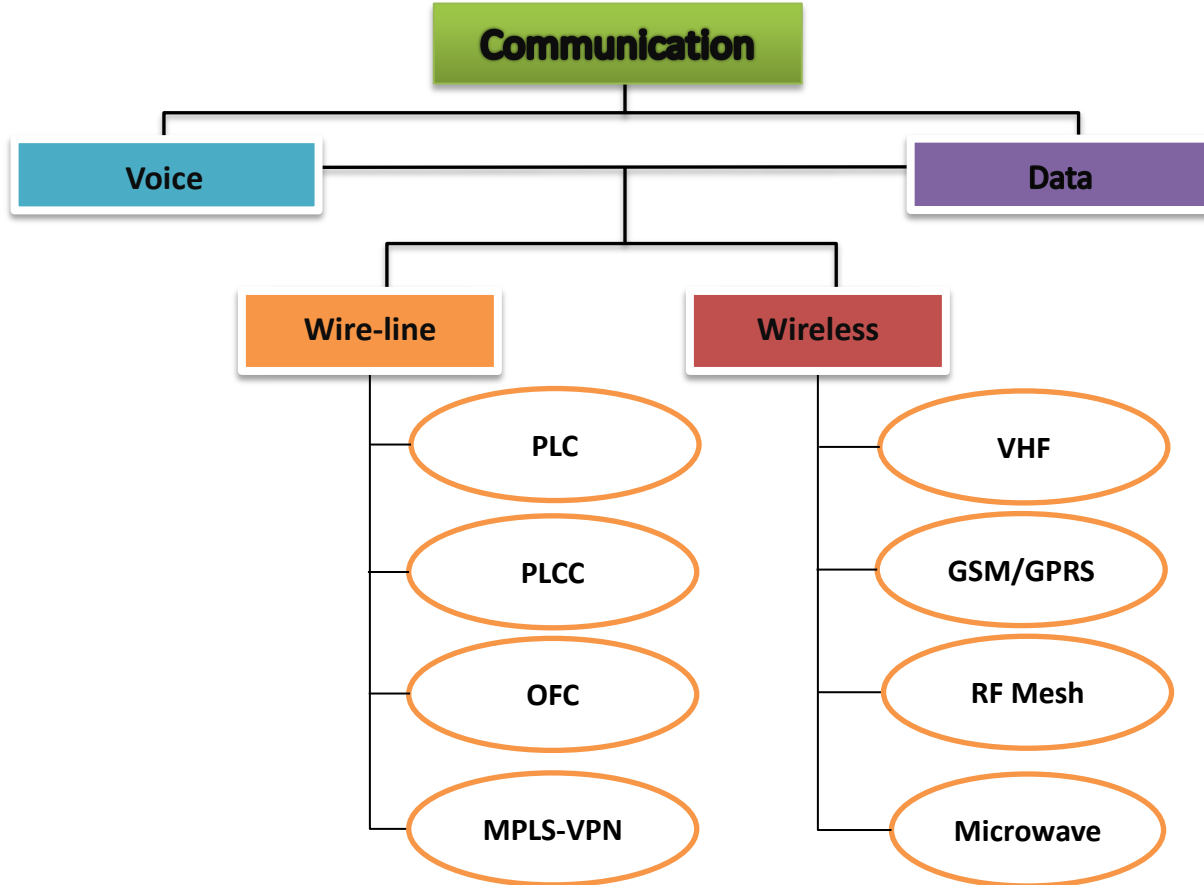 Communication
Voice
Data
Wire-line
Wireless
PLC
VHF
PLCC
GSM/GPRS
OFC
RF Mesh
MPLS-VPN
Microwave